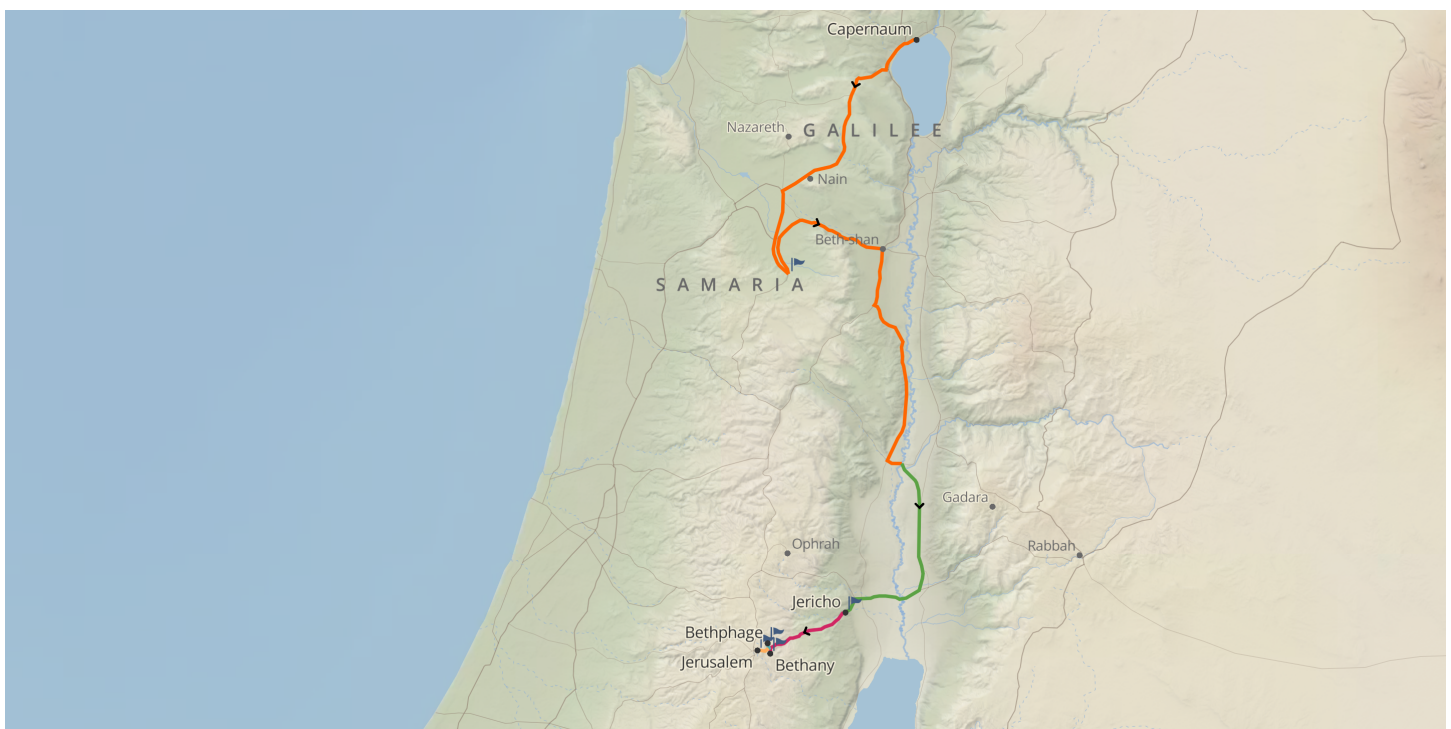 Capernaum
Nazareth
GALILEE
Nain
Beth-shan
SAMARIA
Gadara
Ophrah
Rabbah
Jericho
Bethphage
Jerusalem
Bethany